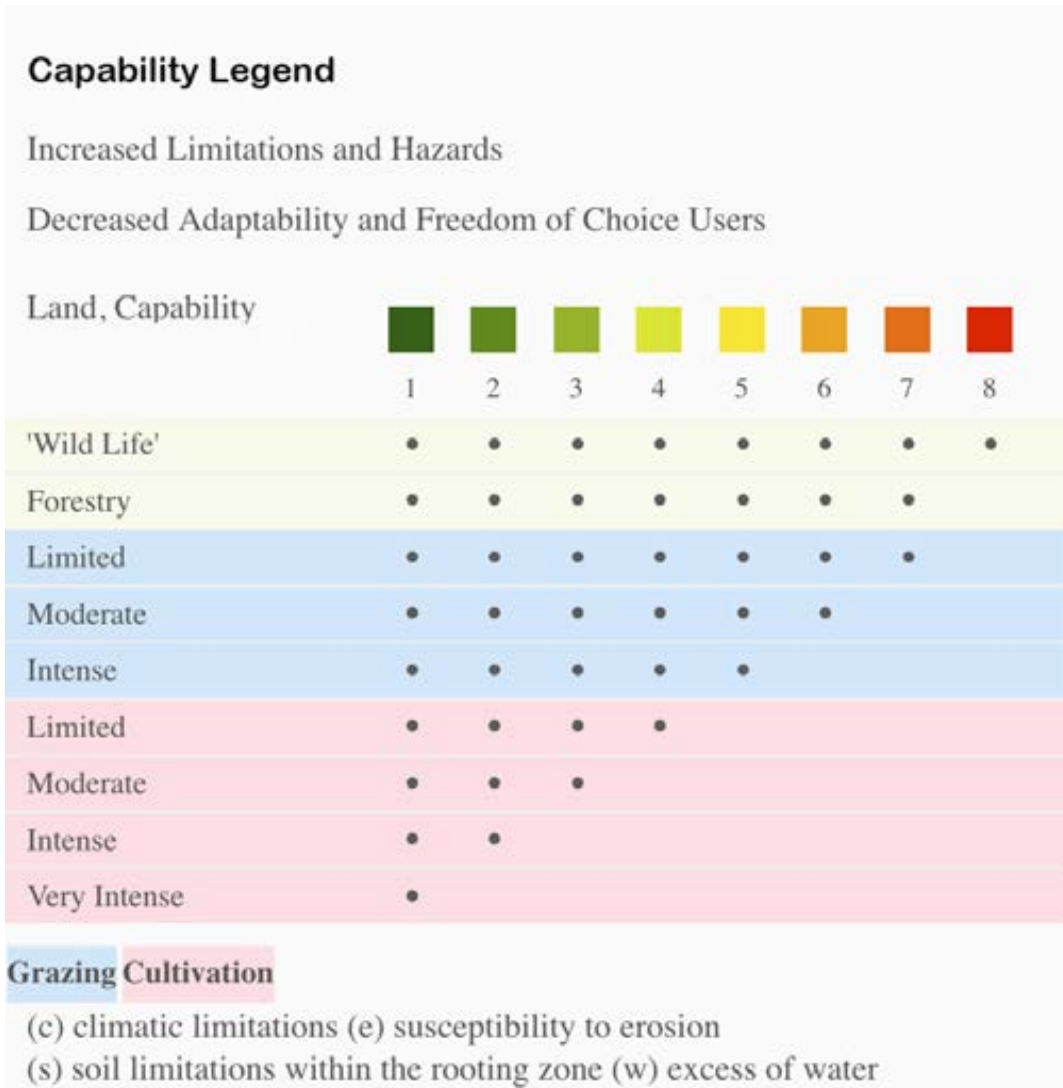 Capability Legend
Increased Limitations and Hazards
Decreased Adaptability and Freedom of Choice Users
Land, Capability
1 2 3 4 5 6 7 8
'Wild Life'
Forestry
Limited
Moderate
Intense
Limited
Moderate
Intense
Very Intense
Grazing Cultivation
(c) climatic limitations (e) susceptibility to erosion
(s) soil limitations within the rooting zone (w) excess of water